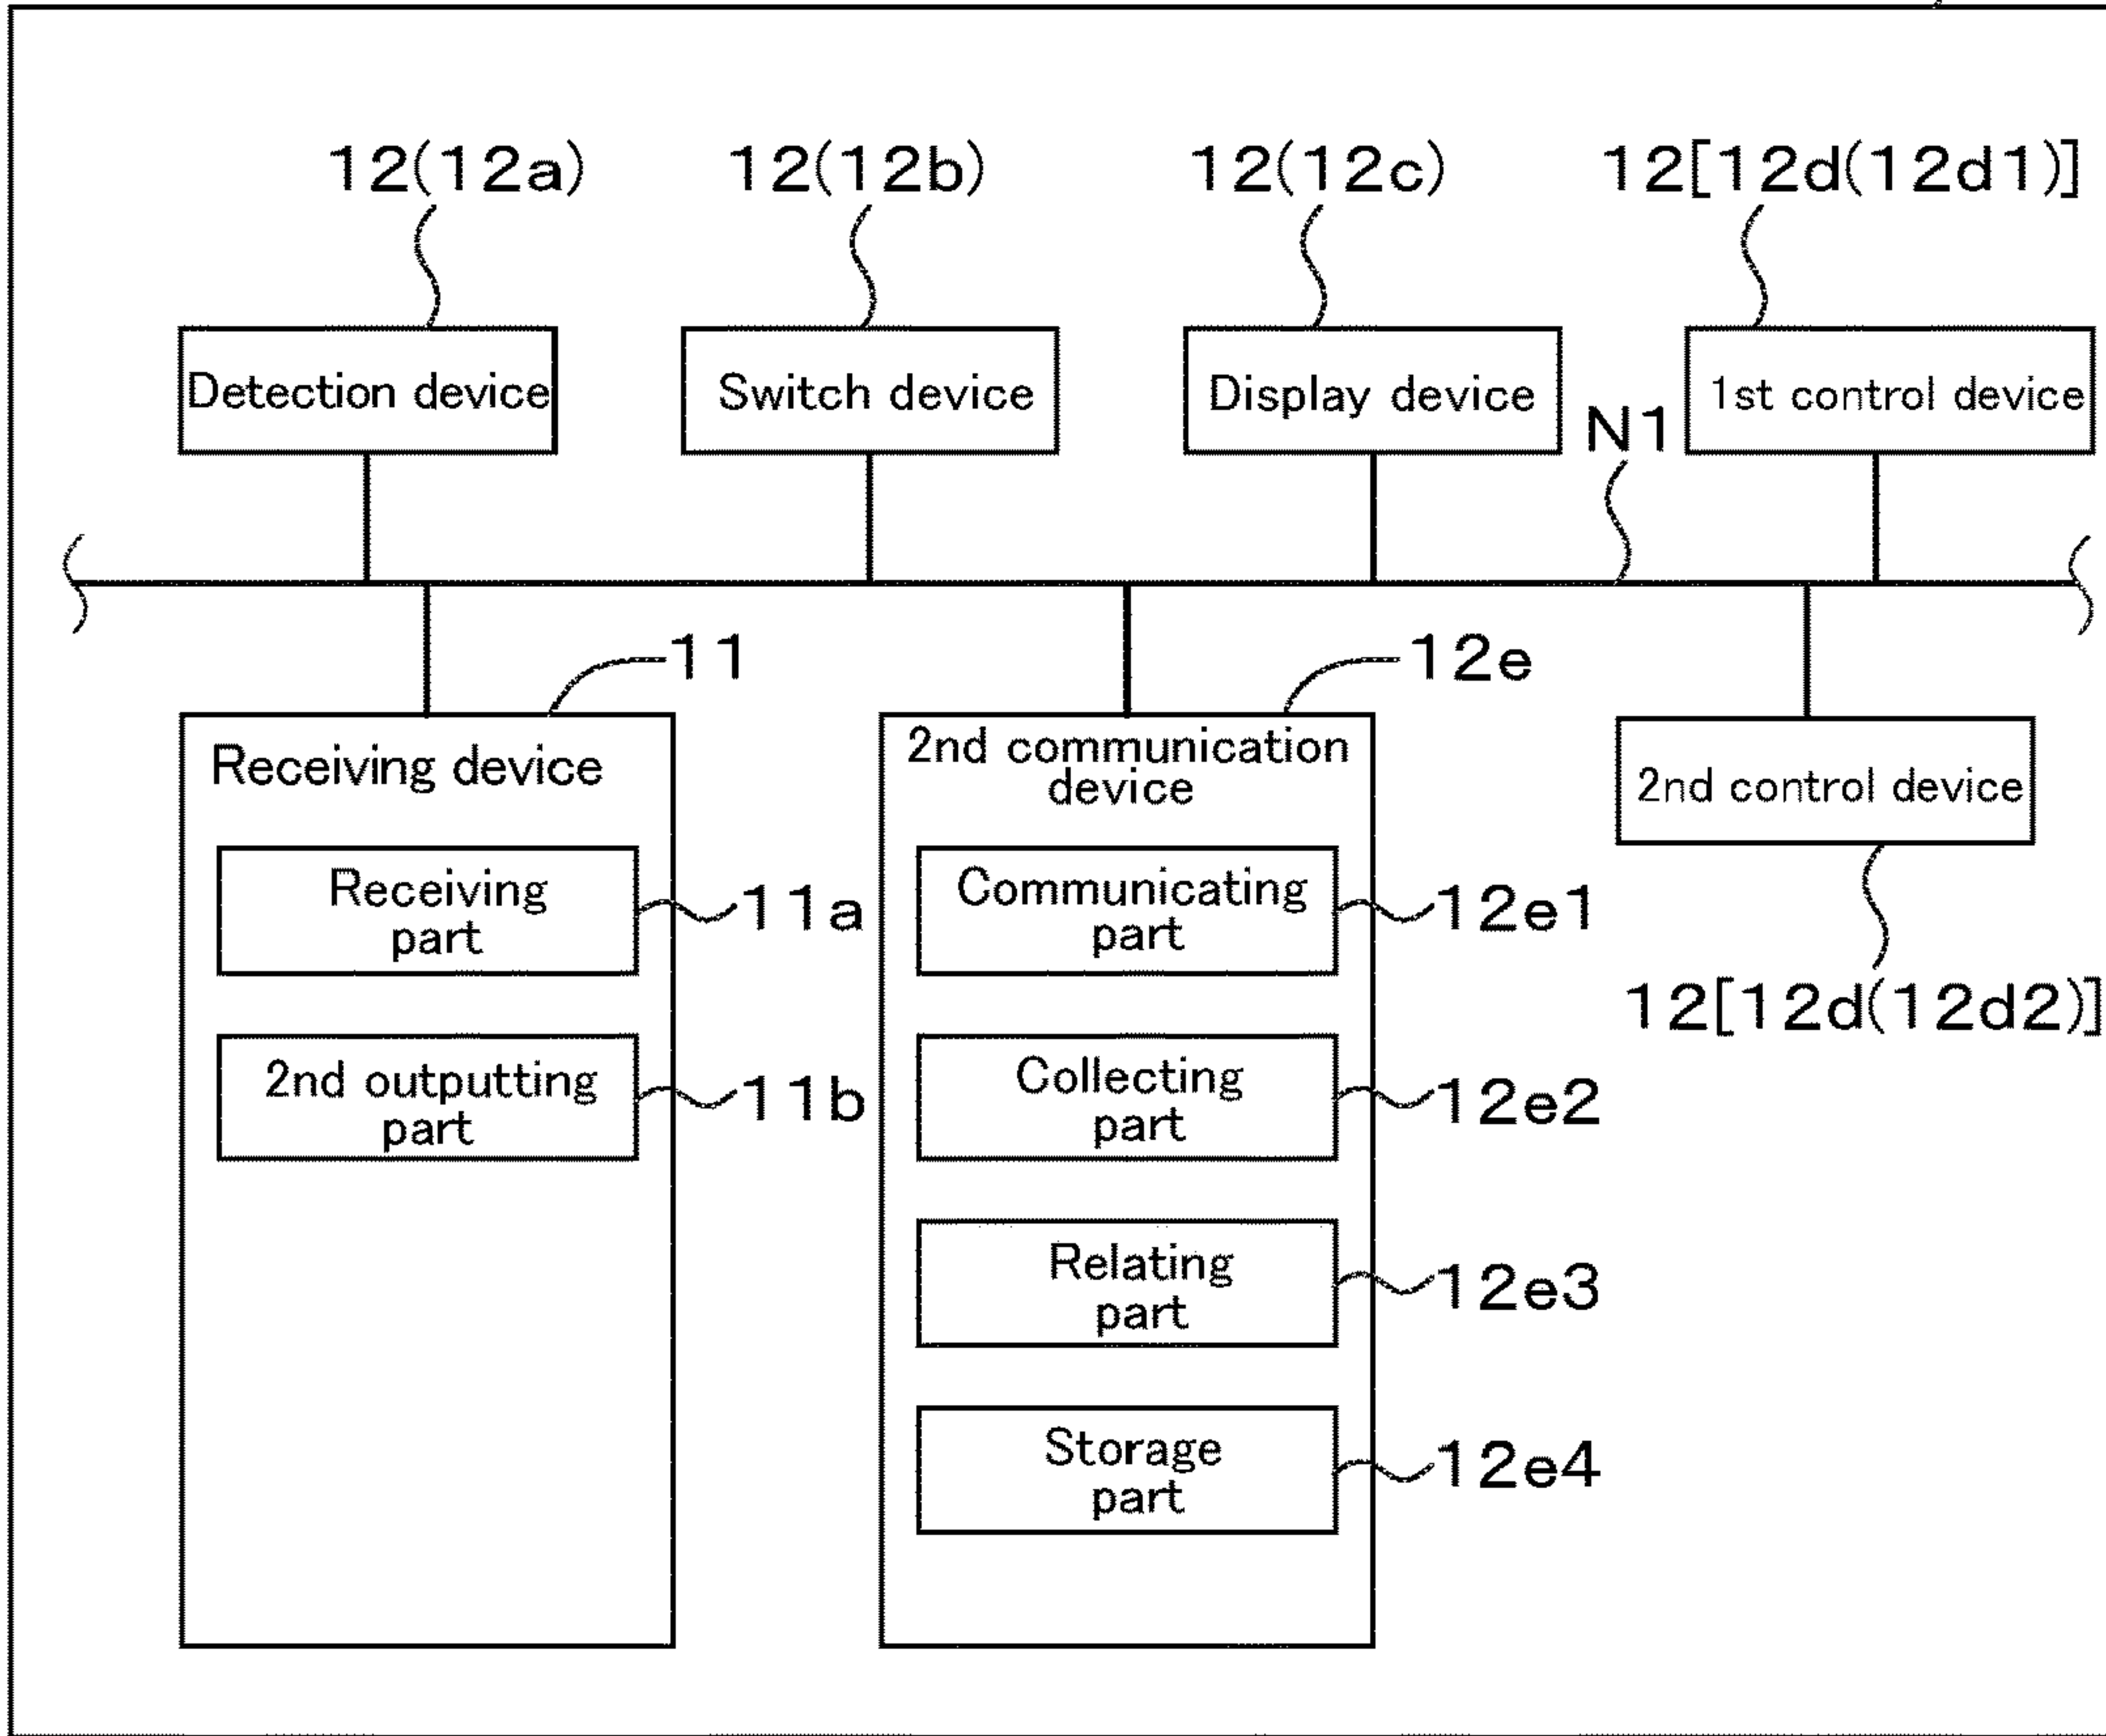 12(12a)
12(12b)
12(12c)
12[12d(12d1)]
Detection device
Switch device
Display device
1st control device
N1
11
12e
Receiving device
2nd communication
device
2nd control device
Receiving
part
11a
Communicating
part
12e1
12[12d(12d2)]
2nd outputting
part
11b
Collecting
part
12e2
Relating
part
12e3
Storage
part
12e4